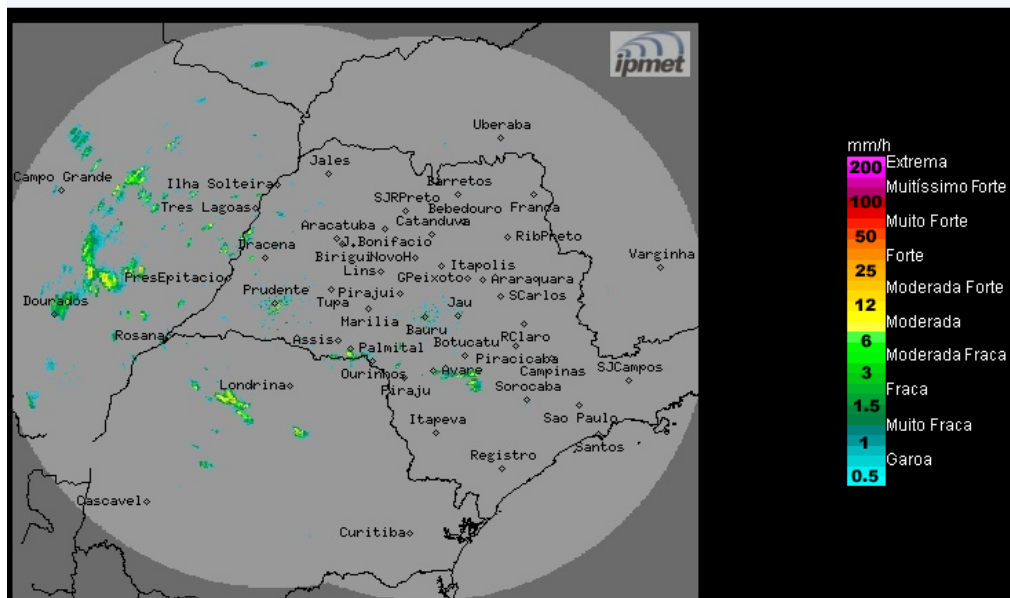 ipmet
Uberaba
Jales
Campo Grande
Ilha Solteira
Barretos
SJRPreto
Tres Lagoas
Bebedouro
Franca
Catanduva
Aracatuba
RibPreto
Dracena
J.Bonifacio
Varginha
Birigui
NovoH
Itapolis
Lins
PresEpitacio
GPeixoto
Araraquara
Prudente
Pirajui
SCarlos
Dourados
Tupa
Jau
Marilia
Bauru
Rosana
Assis
RClaro
Palmital
Botucatu
Piracicaba
Ourinhos
Avare
Campinas
SJCampos
Londrina
Piraju
Sorocaba
Itapeva
Sao Paulo
Santos
Registro
Cascavel
Curitiba
mm/h
200 Extrema
Muitíssimo Forte
100
Muito Forte
50
Forte
25
Moderada Forte
12
Moderada
6
Moderada Fraca
3
Fraca
1.5
Muito Fraca
1
Garoa
0.5